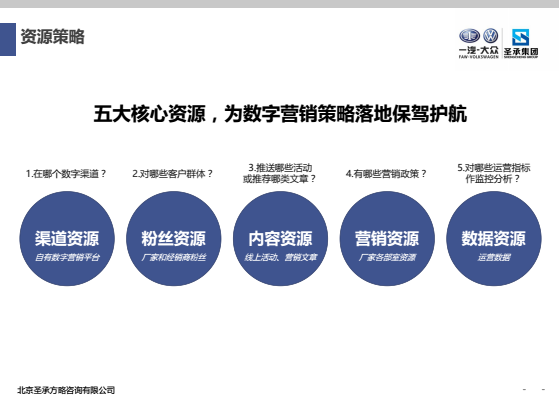 资源策略
一汽-大众
FAW-VOLKSWAGEN
圣承集团
五大核心资源，为数字营销策略落地保驾护航
1.在哪个数字渠道？
2.对哪些客户群体？
3.推送哪些活动
或推荐哪类文章？
4.有哪些营销政策？
5.对哪些运营指标
作监控分析？
渠道资源
自有数字营销平台
粉丝资源
厂家和经销商粉丝
内容资源
线上活动、营销文章
营销资源
厂家各部室资源
数据资源
运营数据
北京圣承方略咨询有限公司
- -